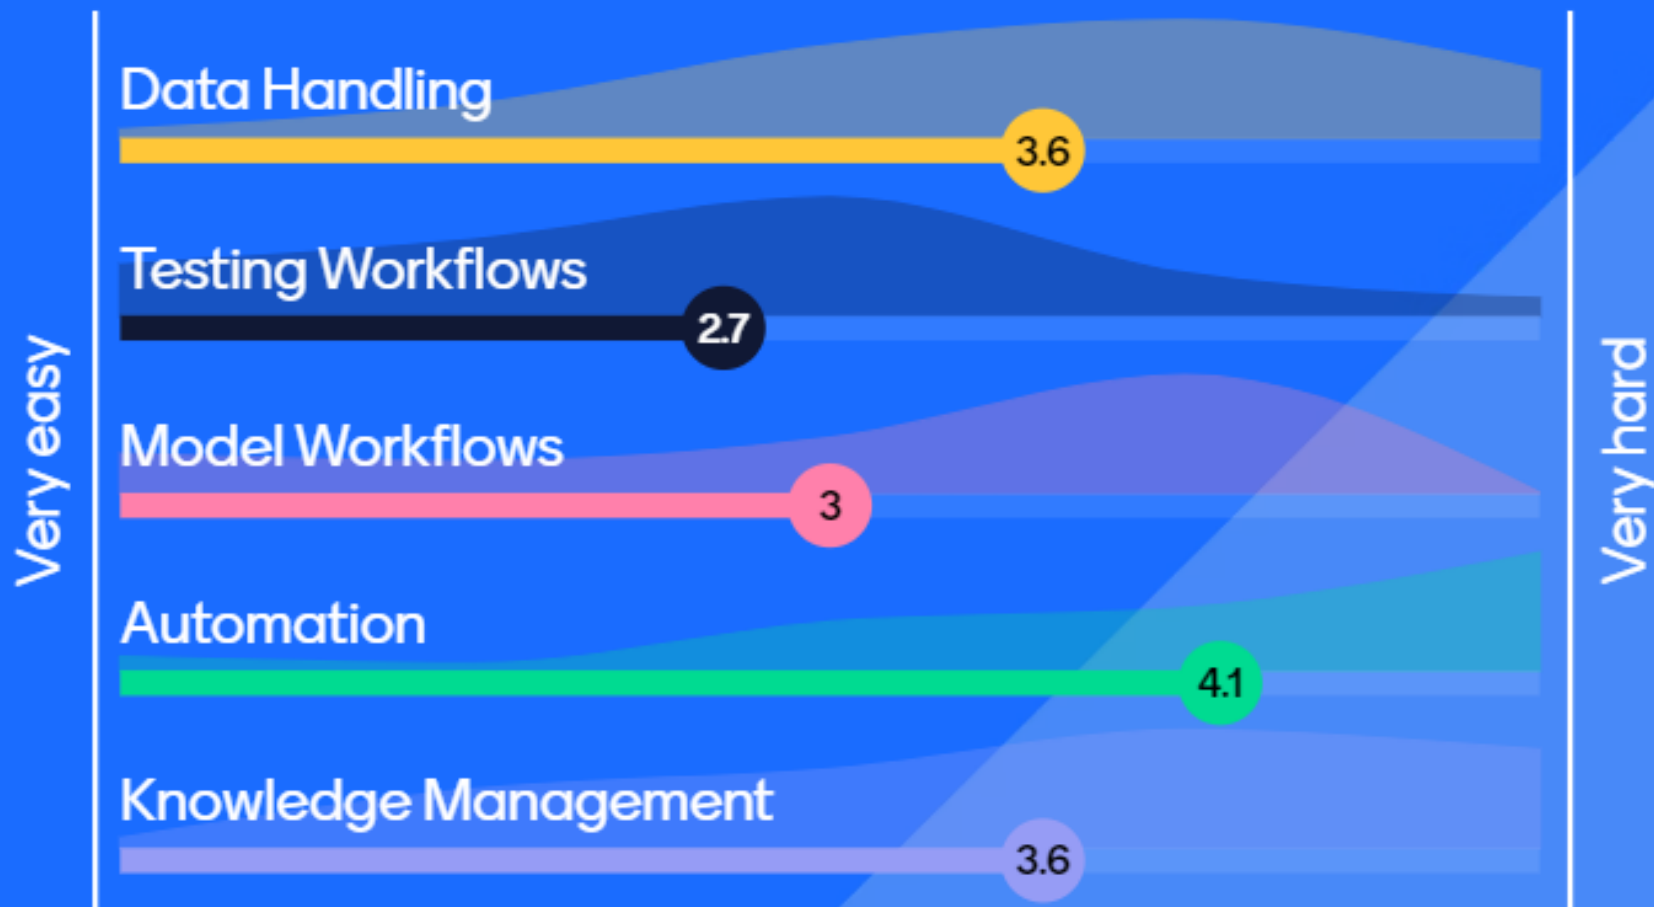 Very easy
Data Handling
3.6
Testing Workflows
2.7
Model Workflows
3
Automation
4.1
Knowledge Management
3.6
Very hard